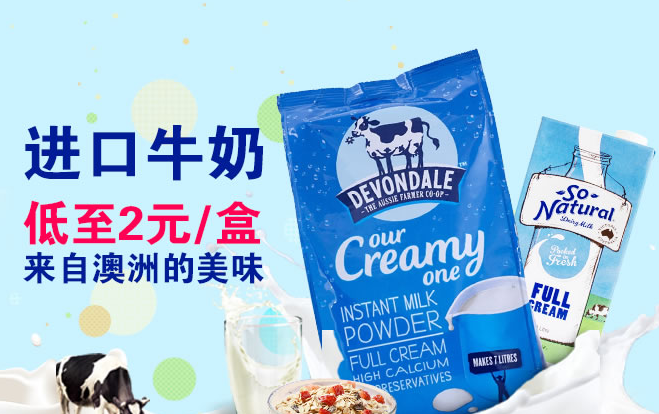 进口牛奶
低至2元/盒
来自澳洲的美味
DEVONDALE
THE AUSSIE FARMER CO-OP
our
Creamy
one
INSTANT MILK
POWDER
FULL CREAM
HIGH CALCIUM
PRESERVATIVES
MAKES 7 LITRES
So
Natural
Dairy Milk
Packed
Fresh
FULL
CREAM